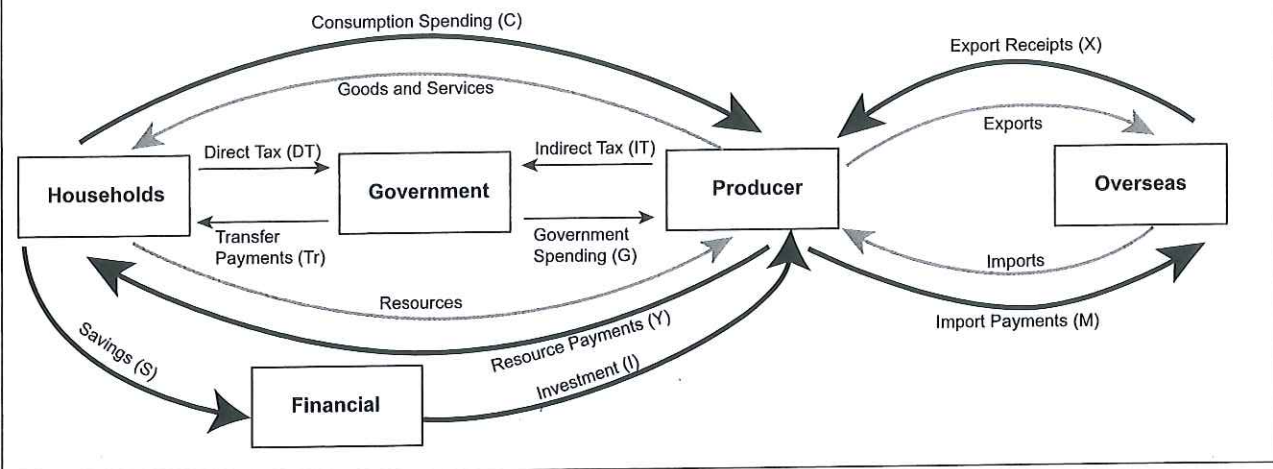 Consumption Spending (C)
Export Receipts (X)
Goods and Services
Exports
Direct Tax (DT)
Indirect Tax (IT)
Households
Government
Producer
Overseas
Transfer
Payments (Tr)
Government
Spending (G)
Imports
Resources
Import Payments (M)
Resource Payments (Y)
Savings (S)
Investment (I)
Financial